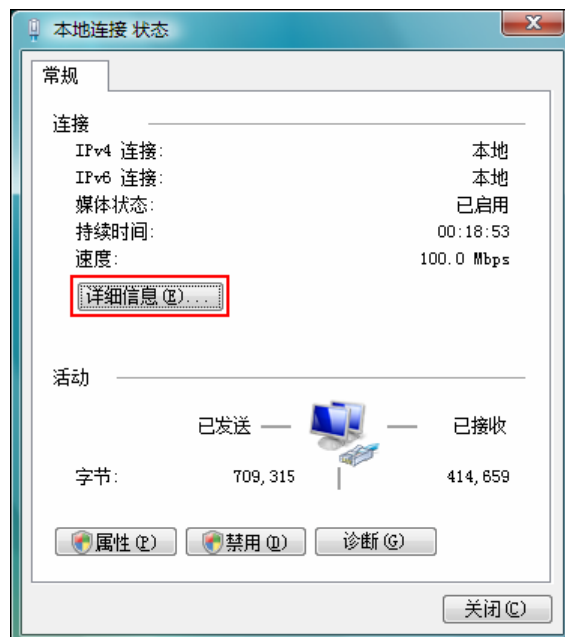 本地连接 状态
常规
连接
IPv4 连接: 本地
IPv6 连接: 本地
媒体状态: 已启用
持续时间: 00:18:53
速度: 100.0 Mbps
详细信息(E)...
活动
已发送 — — 已接收
字节: 709,315 414,659
属性(P) 禁用(D) 诊断(G)
关闭(C)